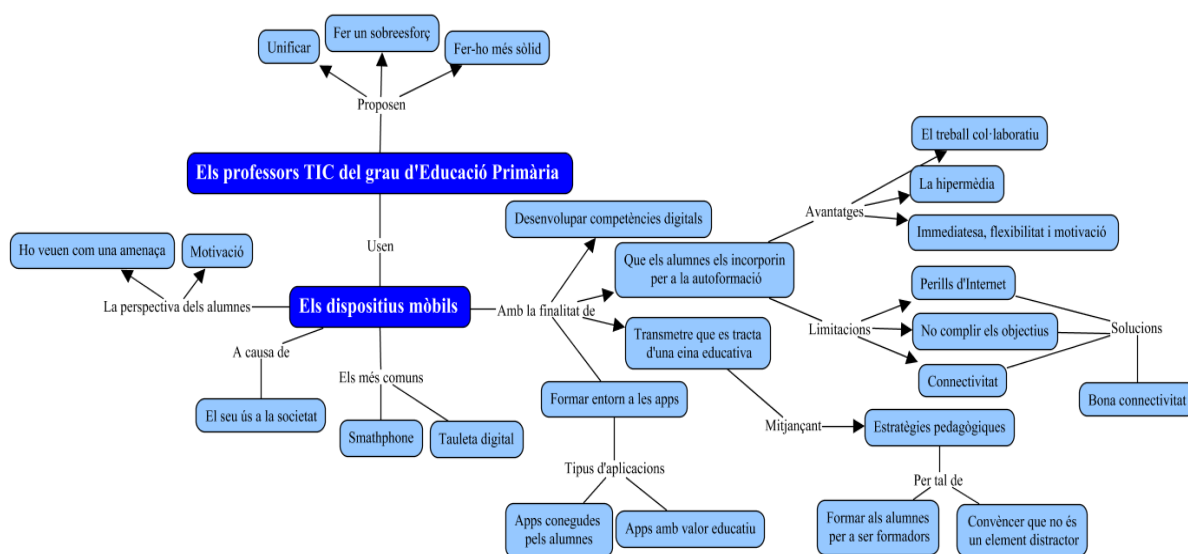 Fer un sobreesforç
Unificar
Fer-ho més sòlid
Proposen
Els professors TIC del grau d'Educació Primària
Usen
Ho veuen com una amenaça
Motivació
La perspectiva dels alumnes
Els dispositius mòbils
A causa de
El seu ús a la societat
Els més comuns
Smathphone
Tauleta digital
Amb la finalitat de
Desenvolupar competències digitals
Que els alumnes els incorporin
per a la autoformació
Avantatges
El treball col·laboratiu
La hipermèdia
Immediatesa, flexibilitat i motivació
Limitacions
Perills d'Internet
No complir els objectius
Connectivitat
Solucions
Bona connectivitat
Transmetre que es tracta
d'una eina educativa
Mitjançant
Estratègies pedagògiques
Per tal de
Formar als alumnes
per a ser formadors
Convèncer que no és
un element distractor
Formar entorn a les apps
Tipus d'aplicacions
Apps conegudes
pels alumnes
Apps amb valor educatiu